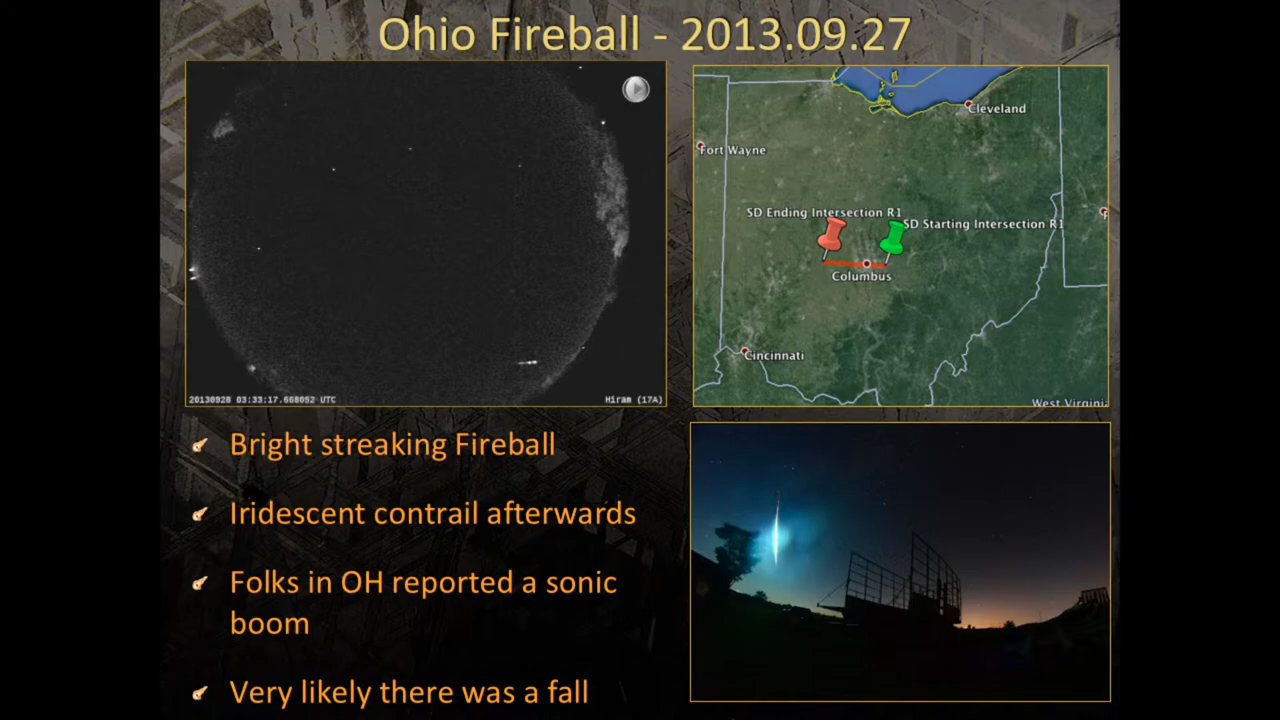 Ohio Fireball - 2013.09.27
20130928 03:33:17.668052 UTC
Hiram (17A)
Cleveland
Fort Wayne
SD Ending Intersection R1
SD Starting Intersection R1
Columbus
Cincinnati
West Virginia
Bright streaking Fireball
Iridescent contrail afterwards
Folks in OH reported a sonic
boom
Very likely there was a fall